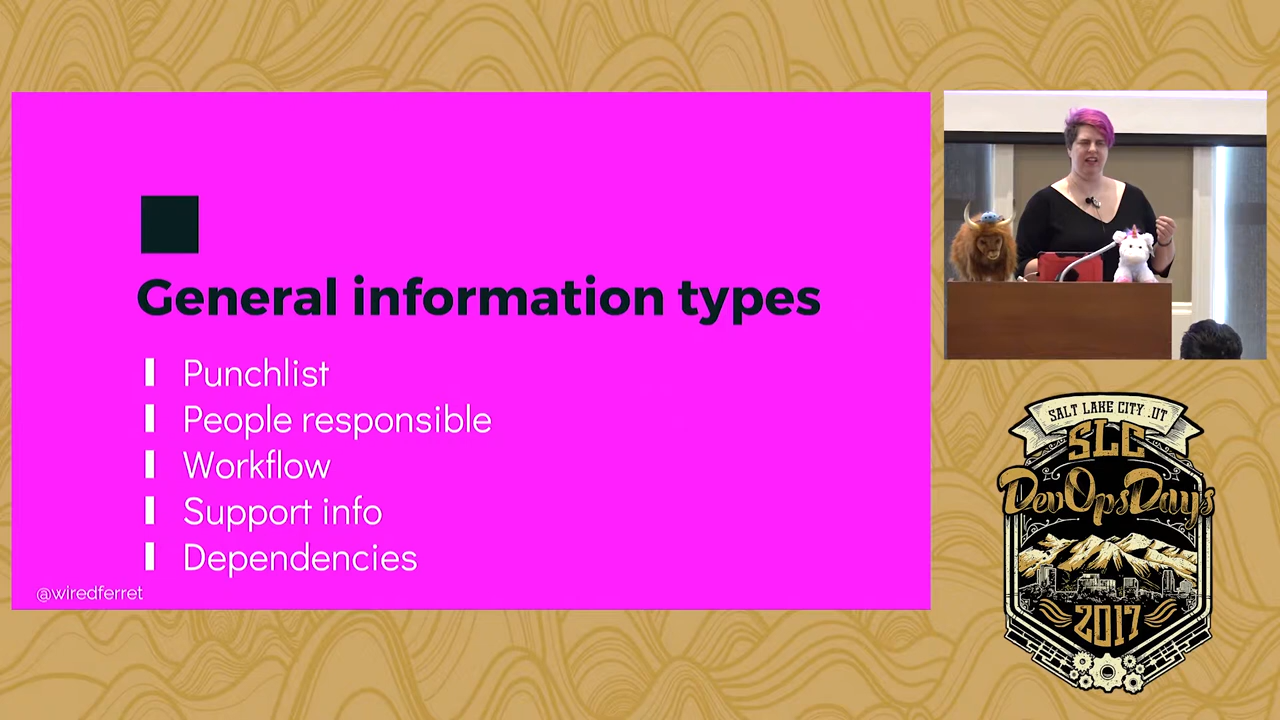 General information types
Punchlist
People responsible
Workflow
Support info
Dependencies
@wiredferret
SALT LAKE CITY .UT
SLC
DevOpsDays
2017